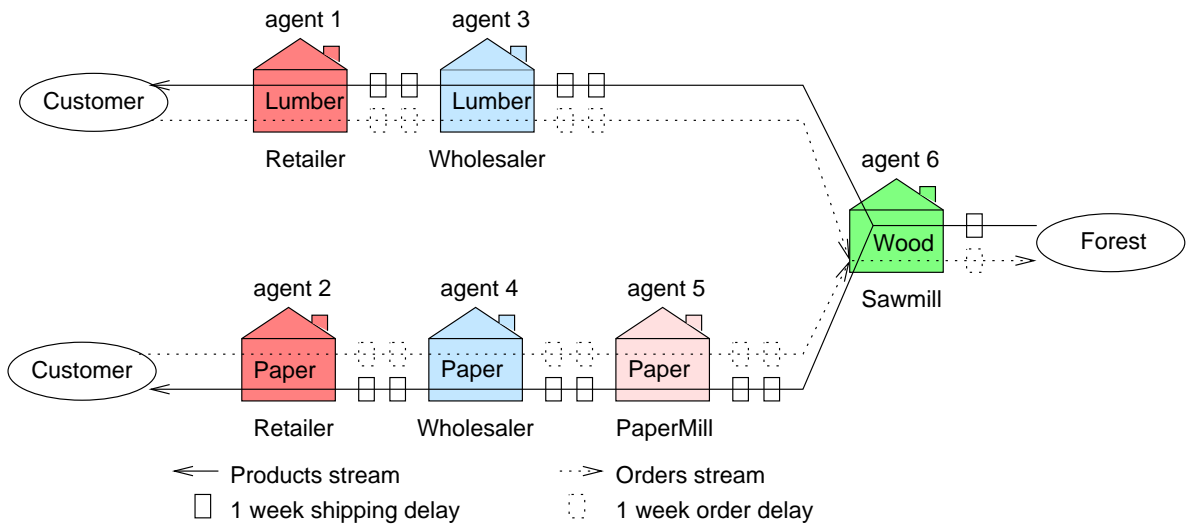 agent 1
agent 3
Customer
Lumber
Lumber
Retailer
Wholesaler
agent 6
Wood
Forest
Sawmill
agent 2
agent 4
agent 5
Customer
Paper
Paper
Paper
Retailer
Wholesaler
PaperMill
Products stream
Orders stream
1 week shipping delay
1 week order delay